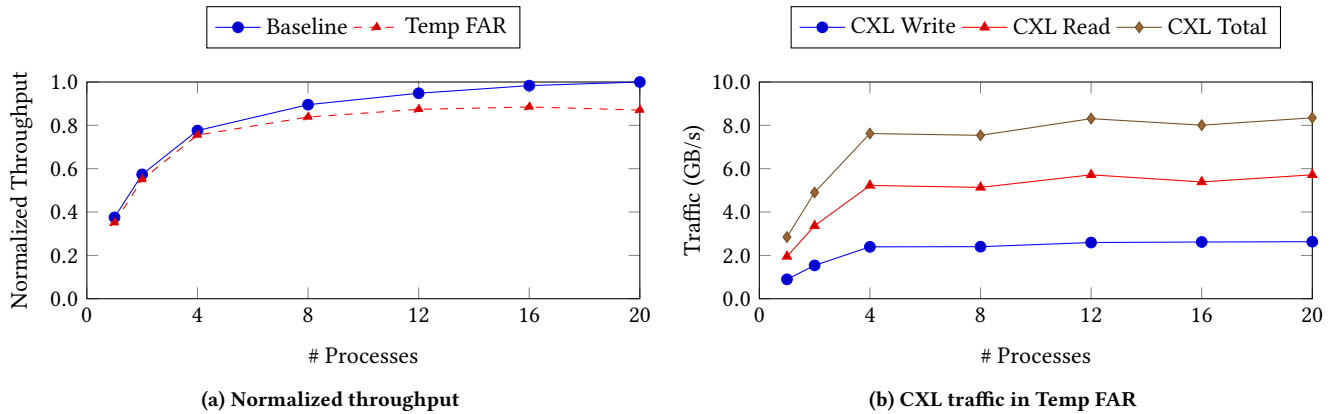 Baseline Temp FAR
1.0
0.8
0.6
0.4
0.2
0.0
Normalized Throughput
0 4 8 12 16 20
# Processes
(a) Normalized throughput
CXL Write CXL Read CXL Total
10.0
8.0
6.0
4.0
2.0
0.0
Traffic (GB/s)
0 4 8 12 16 20
# Processes
(b) CXL traffic in Temp FAR